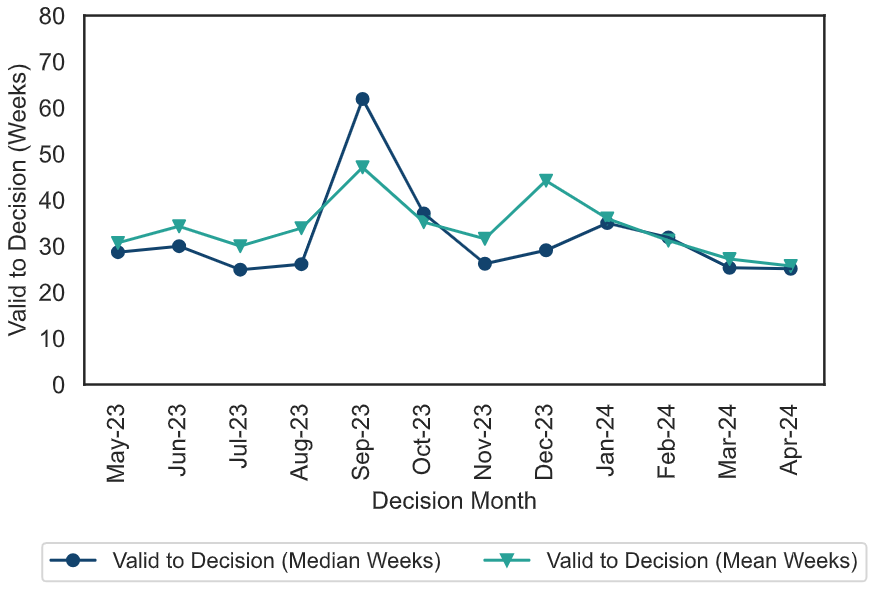 80
70
60
50
40
30
20
10
0
Valid to Decision (Weeks)
May-23
Jun-23
Jul-23
Aug-23
Sep-23
Oct-23
Nov-23
Dec-23
Jan-24
Feb-24
Mar-24
Apr-24
Decision Month
Valid to Decision (Median Weeks)
Valid to Decision (Mean Weeks)